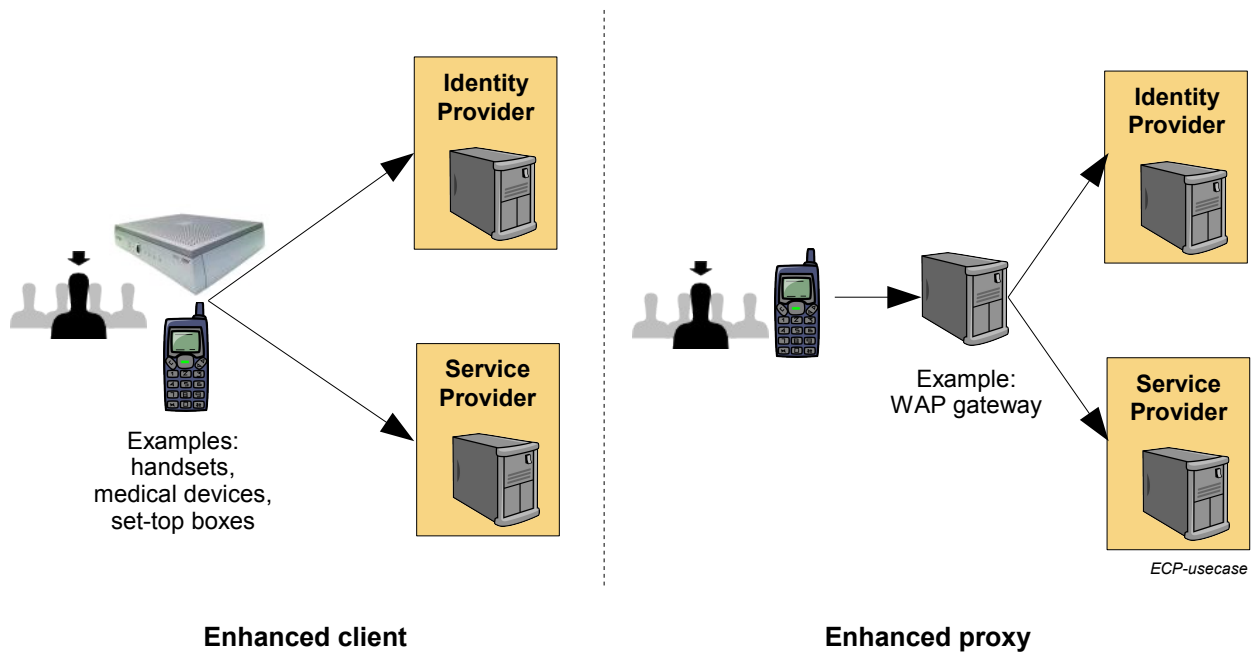 Identity
Provider
Service
Provider
Examples:
handsets,
medical devices,
set-top boxes
Enhanced client
Identity
Provider
Example:
WAP gateway
Service
Provider
ECP-usecase
Enhanced proxy